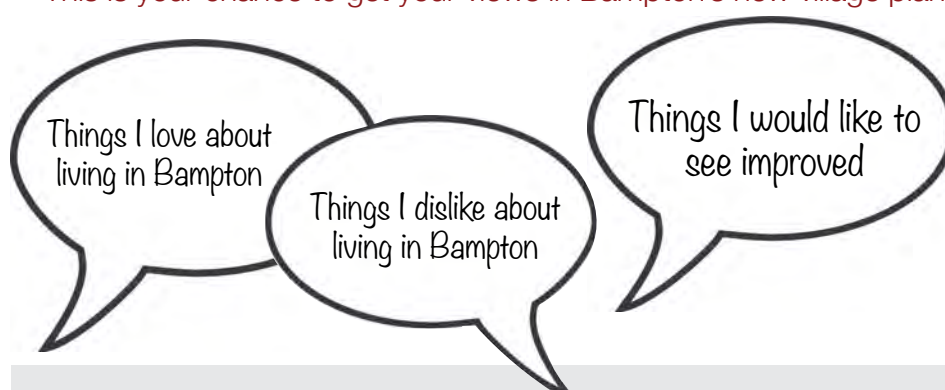 This is your chance to get your views in Bampton's new village plan
Things I love about
living in Bampton
Things I dislike about
living in Bampton
Things I would like to
see improved